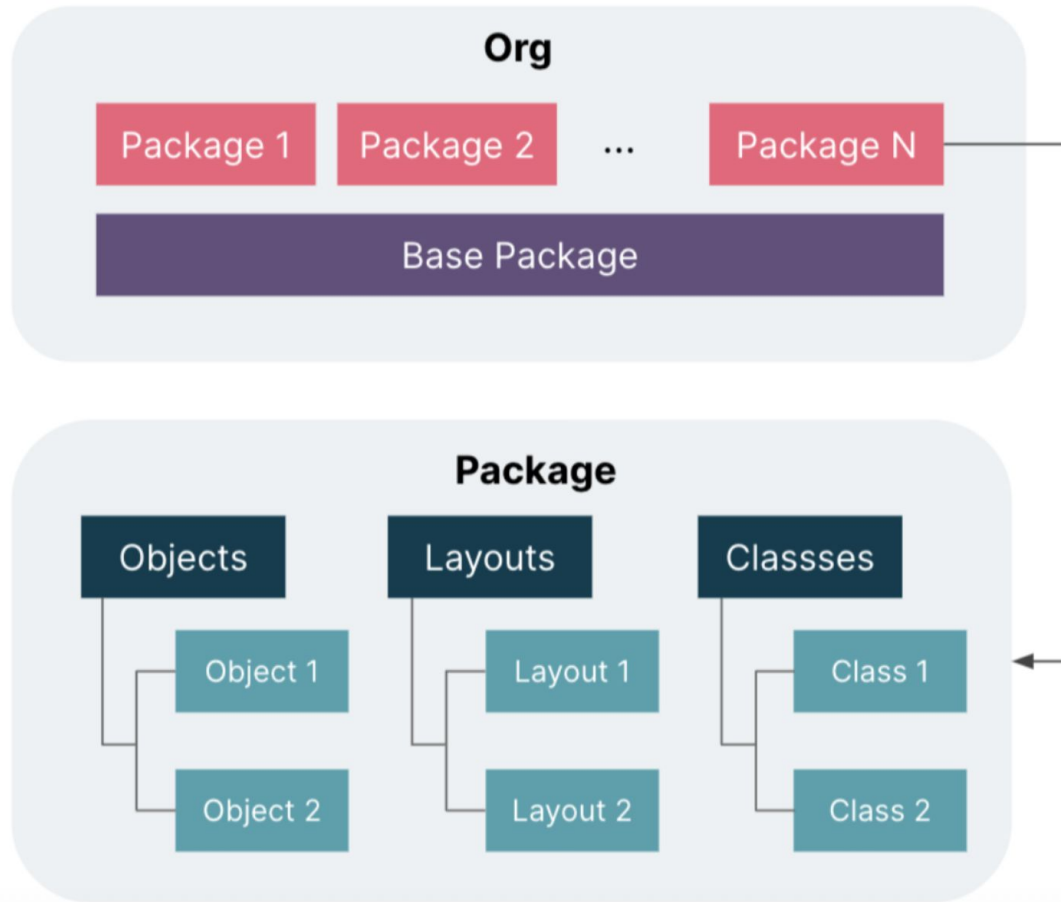 Org
Package 1 Package 2 ... Package N
Base Package
Package
Objects Layouts Classses
Object 1 Layout 1 Class 1
Object 2 Layout 2 Class 2